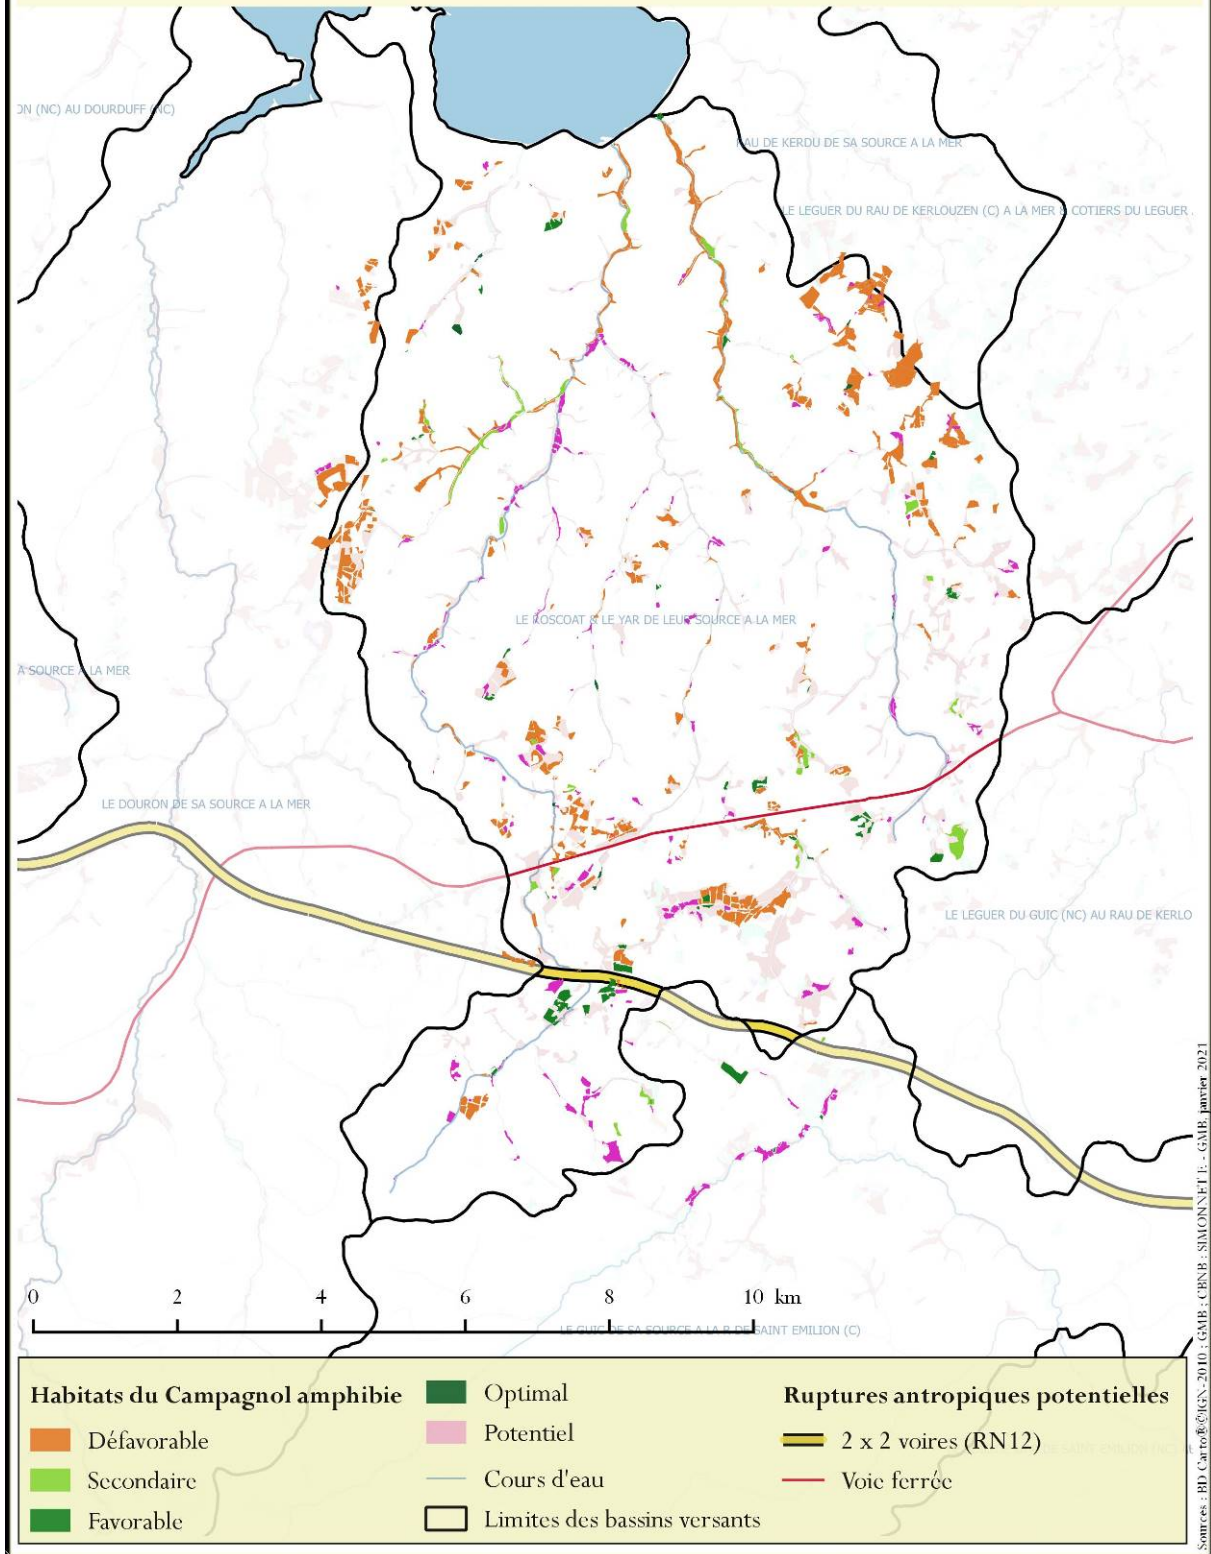 ON (NC) AU DOURDUFF (NC)
RAU DE KERDU DE SA SOURCE A LA MER
LE LEGUER DU RAU DE KERLOUZEN (C) A LA MER & COTIERS DU LEGUER
LE ROSCOAT & LE YAR DE LEUR SOURCE A LA MER
A SOURCE A LA MER
LE DOURON DE SA SOURCE A LA MER
LE LEGUER DU GUIC (NC) AU RAU DE KERLO
0 2 4 6 8 10 km
LE GUIC DE SA SOURCE A LA R DE SAINT EMILION (C)
Habitats du Campagnol amphibie
Défavorable
Secondaire
Favorable
Optimal
Potentiel
Cours d'eau
Limites des bassins versants
Ruptures antropiques potentielles
2 x 2 voires (RN12)
Voie ferrée
Sources : BD Carto®©IGN-2010 ; GMB ; CBNB ; SIMONNET F. - GMB, janvier 2021